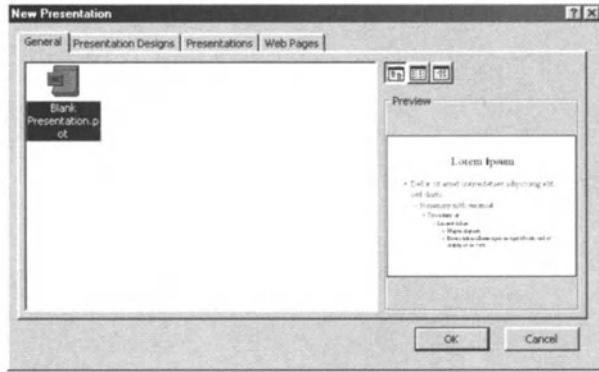 New Presentation
General Presentation Designs Presentations Web Pages
Blank
Presentation.p
ot
Preview
Lorem Ipsum
OK Cancel